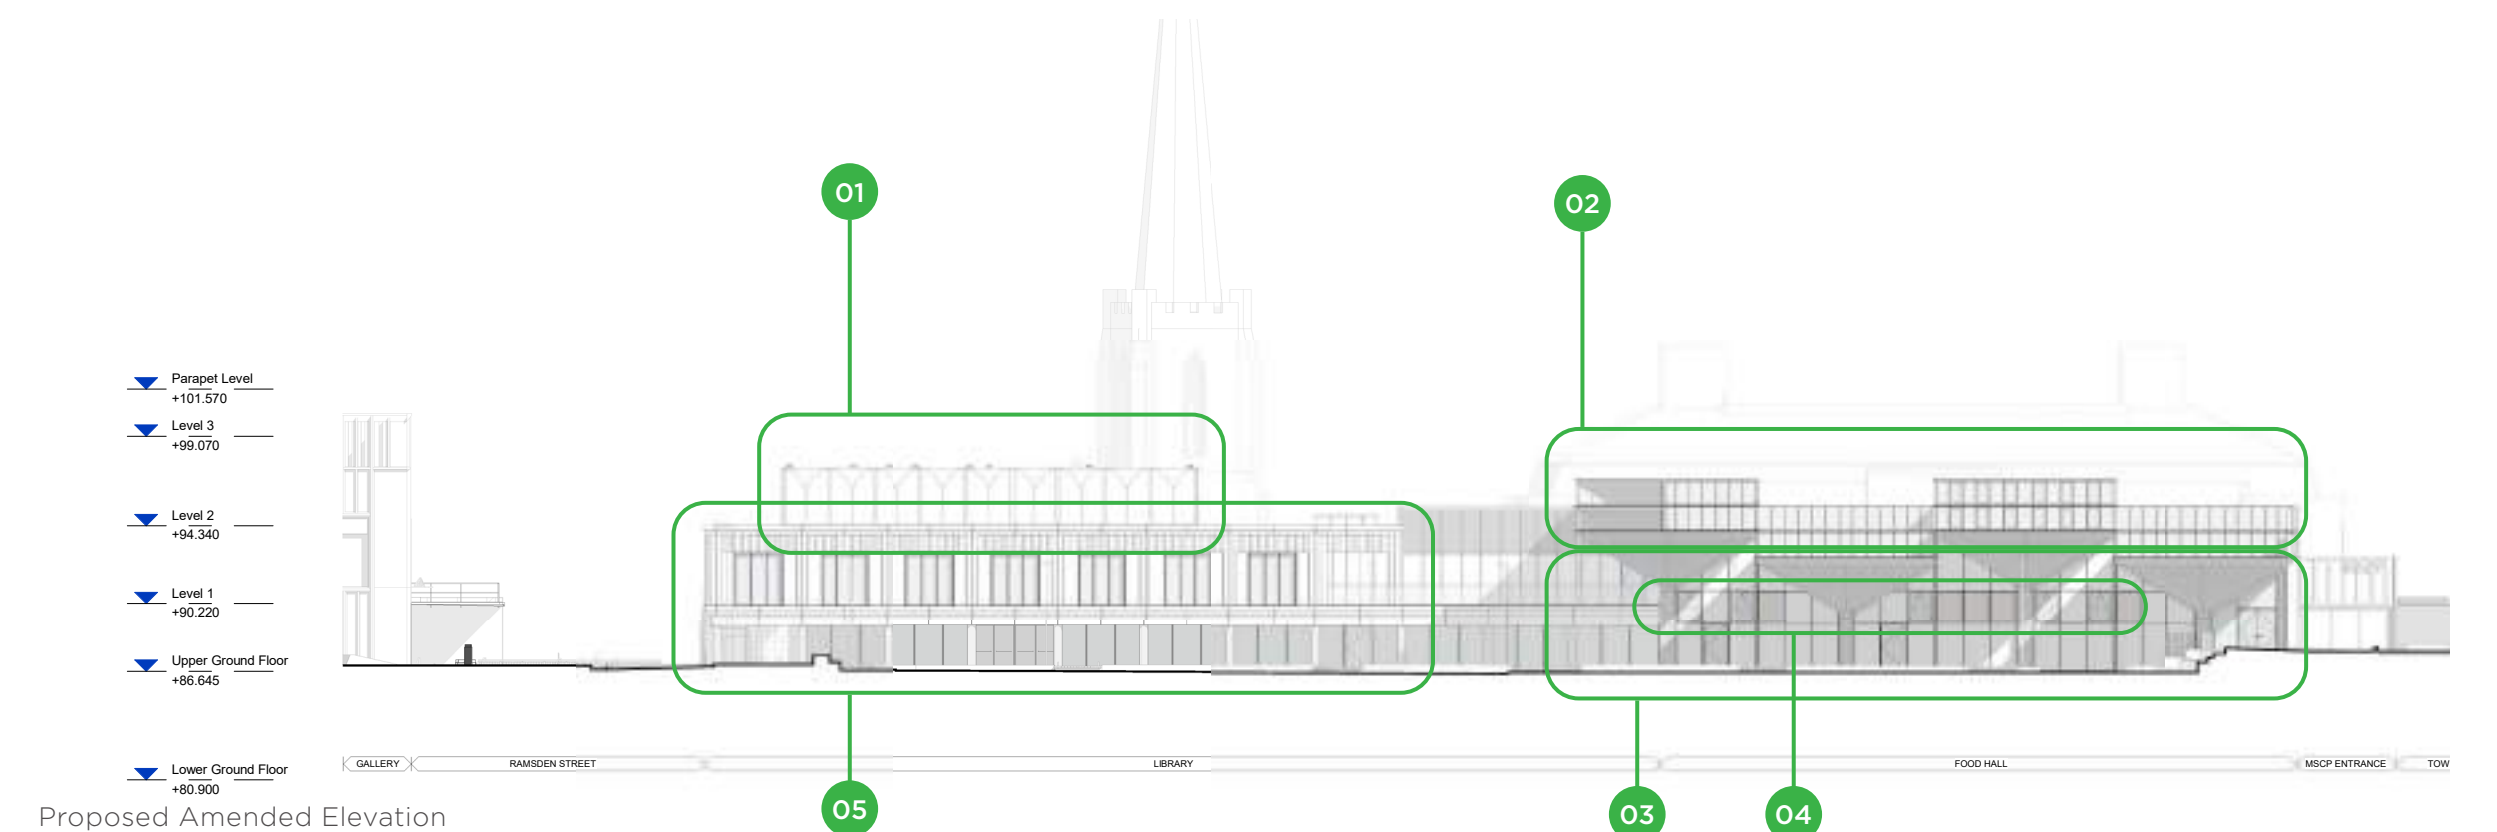 01
02
Parapet Level
+101.570
Level 3
+99.070
Level 2
+94.340
Level 1
+90.220
Upper Ground Floor
+86.645
Lower Ground Floor
+80.900
GALLERY
RAMSDEN STREET
LIBRARY
FOOD HALL
MSCP ENTRANCE
TOW
05
03
04
Proposed Amended Elevation